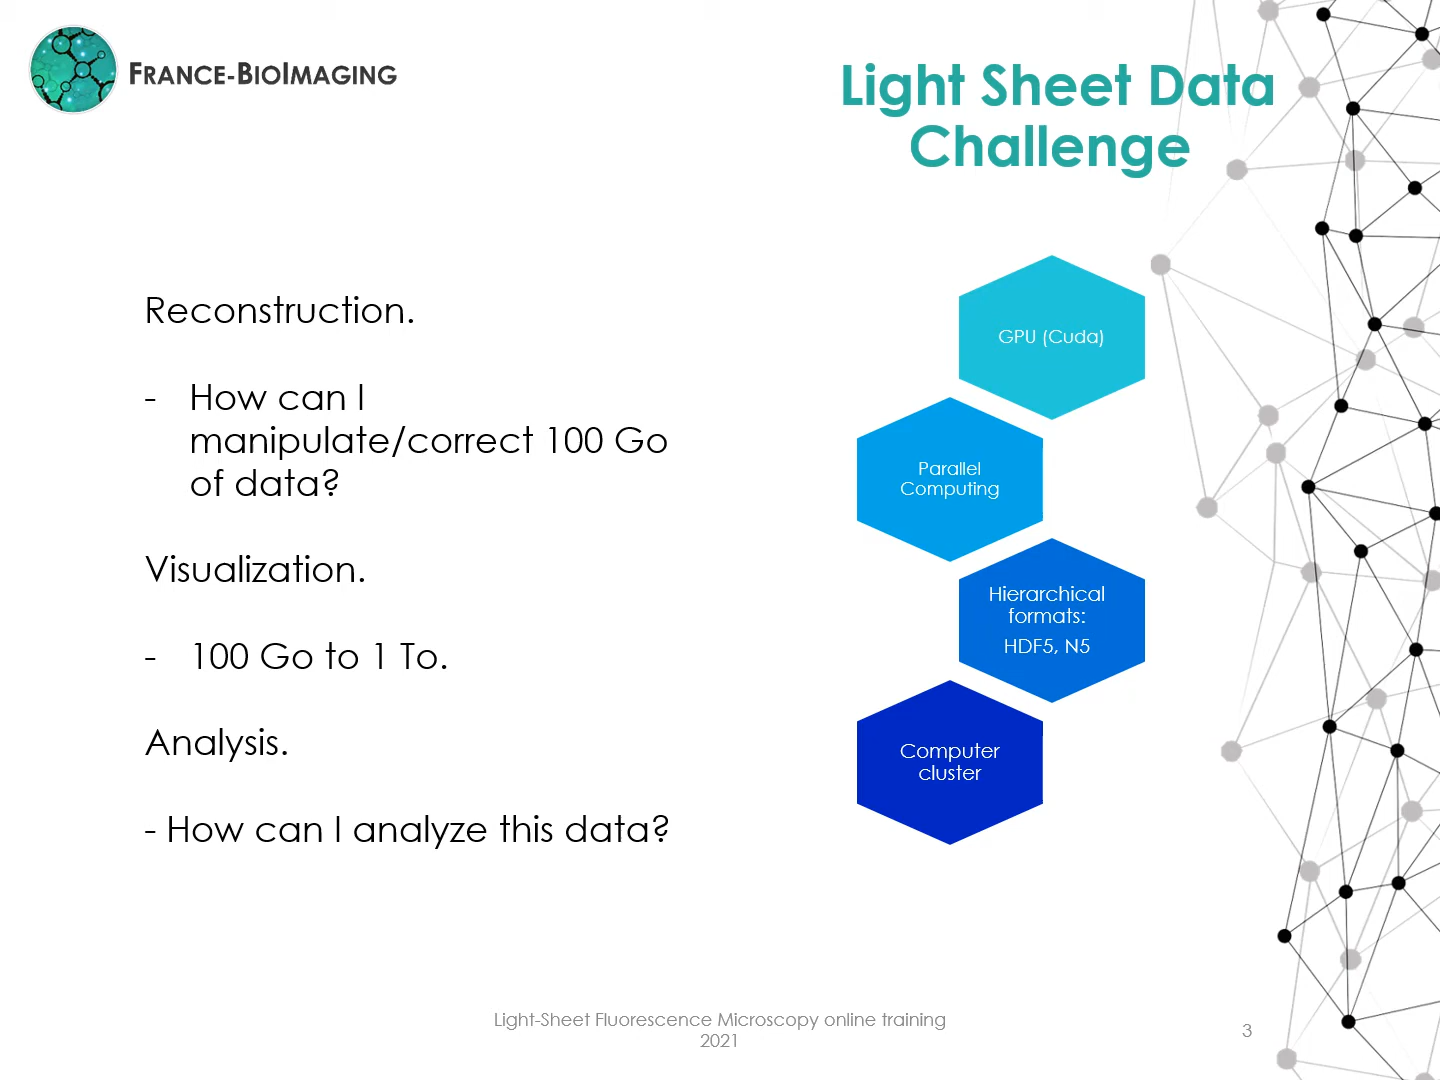 FRANCE-BIOIMAGING
Light Sheet Data
Challenge
Reconstruction.
- How can I
manipulate/correct 100 Go
of data?
Visualization.
- 100 Go to 1 To.
Analysis.
- How can I analyze this data?
GPU (Cuda)
Parallel
Computing
Hierarchical
formats:
HDF5, N5
Computer
cluster
Light-Sheet Fluorescence Microscopy online training
2021
3